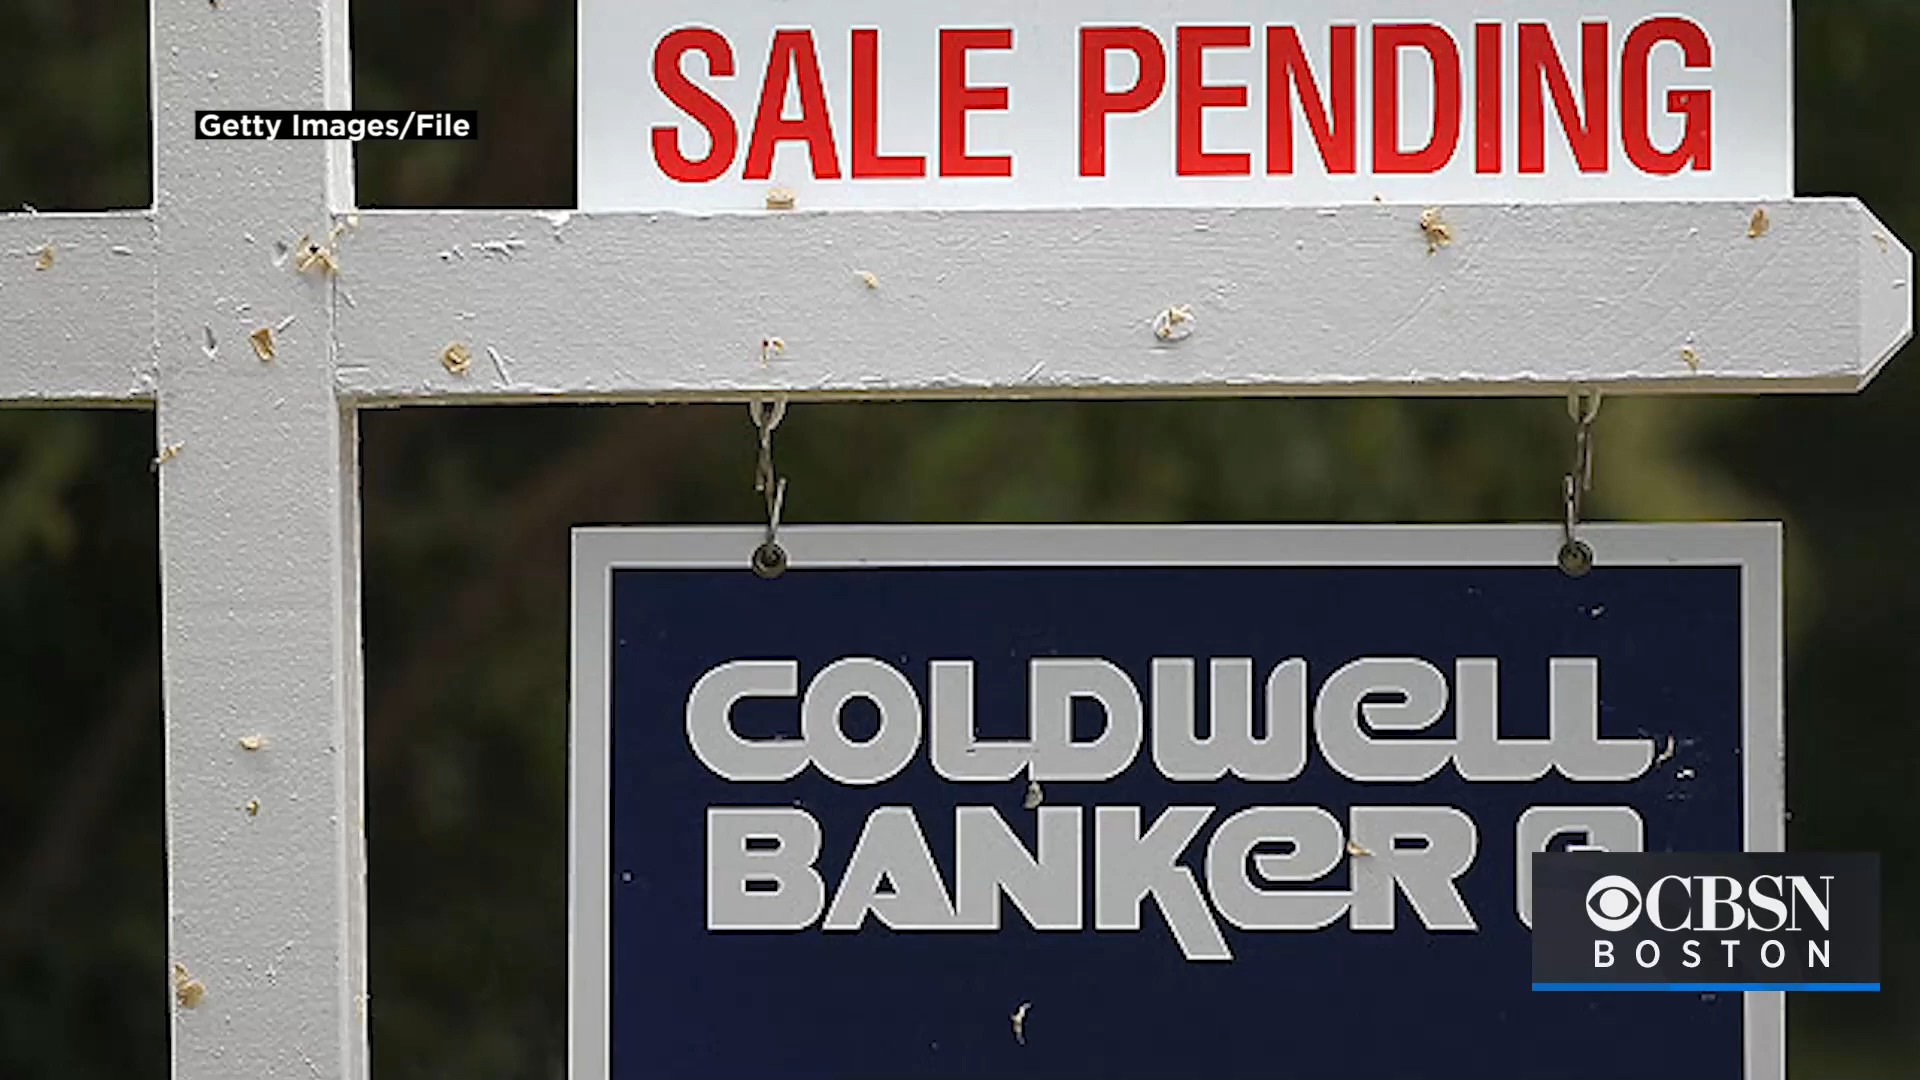 SALE PENDING
Getty Images/File
COLDWELL
BANKER
CBSN
BOSTON